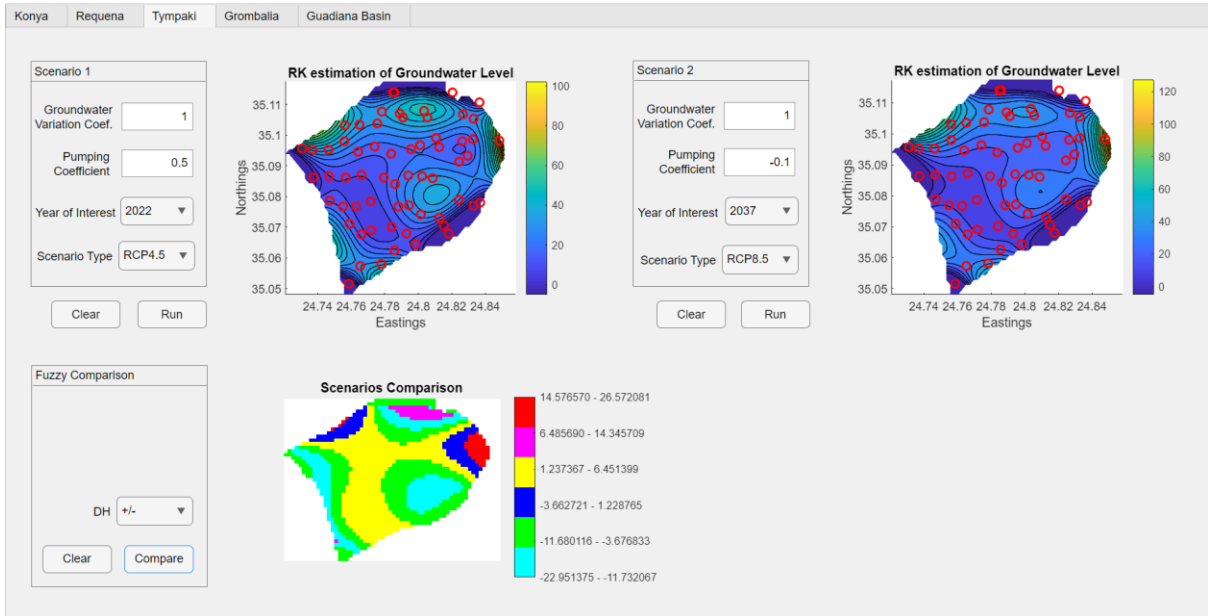 Konya
Requena
Tympaki
Grombalia
Guadiana Basin
Scenario 1
Groundwater
Variation Coef.
1
Pumping
Coefficient
0.5
Year of Interest
2022
Scenario Type
RCP4.5
Clear
Run
RK estimation of Groundwater Level
Northings
35.11
35.1
35.09
35.08
35.07
35.06
35.05
24.74 24.76 24.78 24.8 24.82 24.84
Eastings
100
80
60
40
20
0
Scenario 2
Groundwater
Variation Coef.
1
Pumping
Coefficient
-0.1
Year of Interest
2037
Scenario Type
RCP8.5
Clear
Run
RK estimation of Groundwater Level
Northings
35.11
35.1
35.09
35.08
35.07
35.06
35.05
24.74 24.76 24.78 24.8 24.82 24.84
Eastings
120
100
80
60
40
20
0
Fuzzy Comparison
DH
+/-
Clear
Compare
Scenarios Comparison
14.576570 - 26.572081
6.485690 - 14.345709
1.237367 - 6.451399
-3.662721 - 1.228765
-11.680116 - -3.676833
-22.951375 - -11.732067